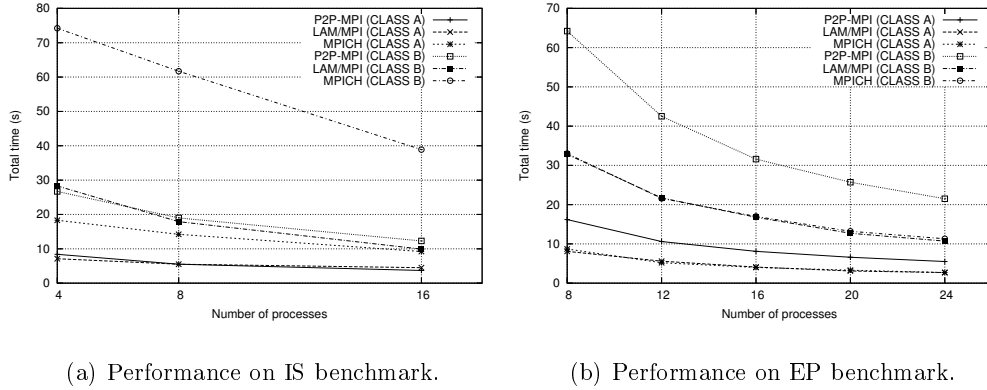 80
70
60
50
40
30
20
10
0
Total time (s)
P2P-MPI (CLASS A)
LAM/MPI (CLASS A)
MPICH (CLASS A)
P2P-MPI (CLASS B)
LAM/MPI (CLASS B)
MPICH (CLASS B)
4 8 16
Number of processes
(a) Performance on IS benchmark.
70
60
50
40
30
20
10
0
Total time (s)
P2P-MPI (CLASS A)
LAM/MPI (CLASS A)
MPICH (CLASS A)
P2P-MPI (CLASS B)
LAM/MPI (CLASS B)
MPICH (CLASS B)
8 12 16 20 24
Number of processes
(b) Performance on EP benchmark.